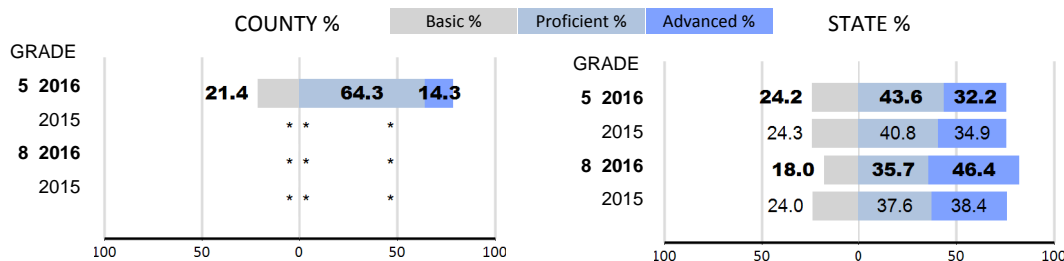 COUNTY %
Basic %
Proficient %
Advanced %
STATE %
GRADE
5 2016
21.4 64.3 14.3
2015
* * *
8 2016
* * *
2015
* * *
100 50 0 50 100
GRADE
5 2016
24.2 43.6 32.2
2015
24.3 40.8 34.9
8 2016
18.0 35.7 46.4
2015
24.0 37.6 38.4
100 50 0 50 100